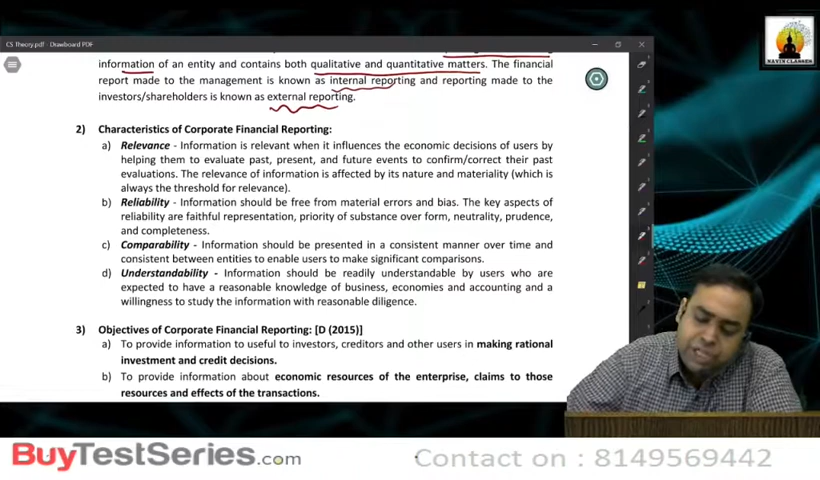 CS Theory.pdf - Drawboard PDF
information of an entity and contains both qualitative and quantitative matters. The financial
report made to the management is known as internal reporting and reporting made to the
investors/shareholders is known as external reporting.
2) Characteristics of Corporate Financial Reporting:
a) Relevance - Information is relevant when it influences the economic decisions of users by
helping them to evaluate past, present, and future events to confirm/correct their past
evaluations. The relevance of information is affected by its nature and materiality (which is
always the threshold for relevance).
b) Reliability - Information should be free from material errors and bias. The key aspects of
reliability are faithful representation, priority of substance over form, neutrality, prudence,
and completeness.
c) Comparability - Information should be presented in a consistent manner over time and
consistent between entities to enable users to make significant comparisons.
d) Understandability - Information should be readily understandable by users who are
expected to have a reasonable knowledge of business, economies and accounting and a
willingness to study the information with reasonable diligence.
3) Objectives of Corporate Financial Reporting: [D (2015)]
a) To provide information to useful to investors, creditors and other users in making rational
investment and credit decisions.
b) To provide information about economic resources of the enterprise, claims to those
resources and effects of the transactions.
NAVIN CLASSES
BuyTestSeries.com
Contact on : 8149569442